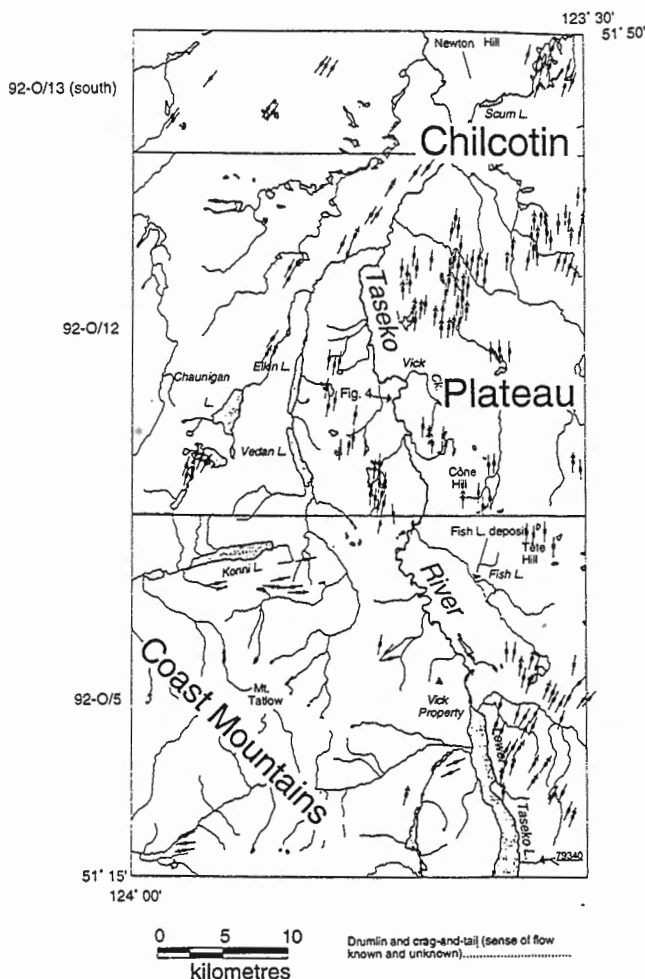 123° 30'
51° 50'
Newton Hill
92-O/13 (south)
Scum L.
Chilcotin
92-O/12
Taseko
Elkin L.
Vick
Ck.
Chaunigan
L.
Fig. 4
Plateau
Vedan L.
Cône
Hill
Fish L. deposit
Tête
Hill
Konni L.
Fish L.
River
Coast Mountains
92-O/5
Mt.
Tatlow
Vick
Property
Lower
Taseko L.
79340
51° 15'
124° 00'
0 5 10
kilometres
Drumlin and crag-and-tail (sense of flow
known and unknown)